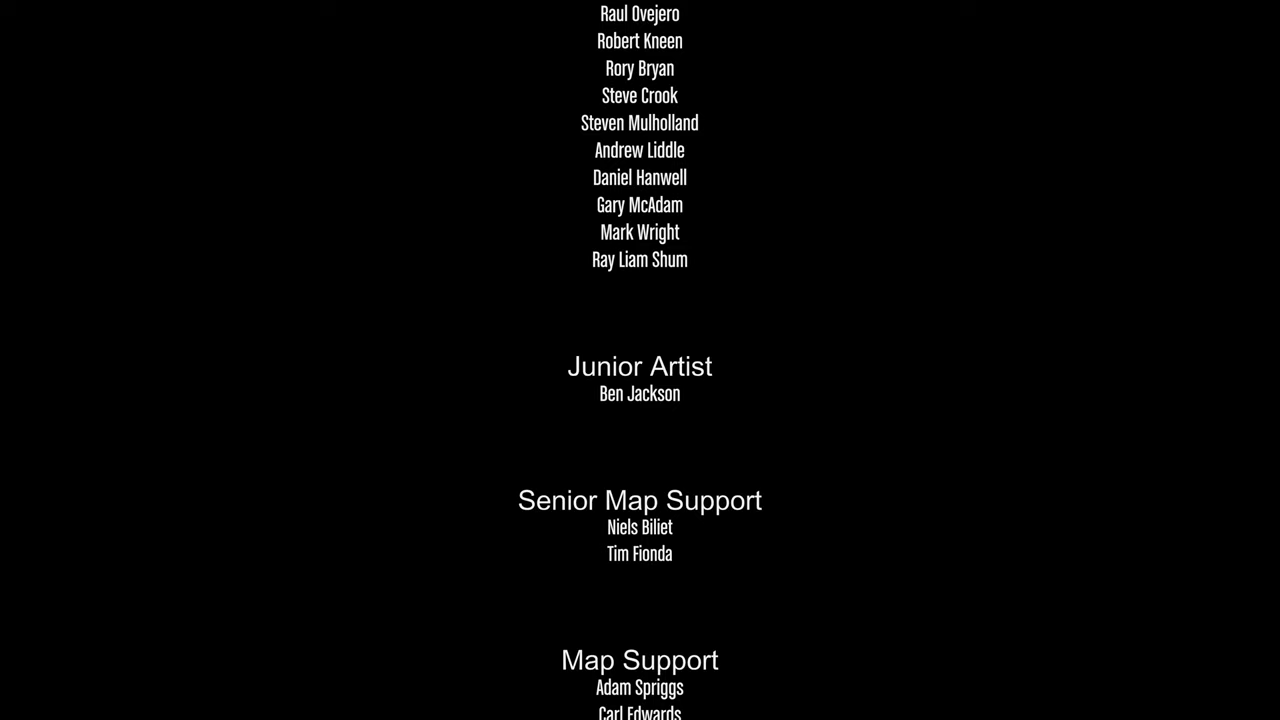 Raul Ovejero
Robert Kneen
Rory Bryan
Steve Crook
Steven Mulholland
Andrew Liddle
Daniel Hanwell
Gary McAdam
Mark Wright
Ray Liam Shum
Junior Artist
Ben Jackson
Senior Map Support
Niels Biliet
Tim Fionda
Map Support
Adam Spriggs
Carl Edwards